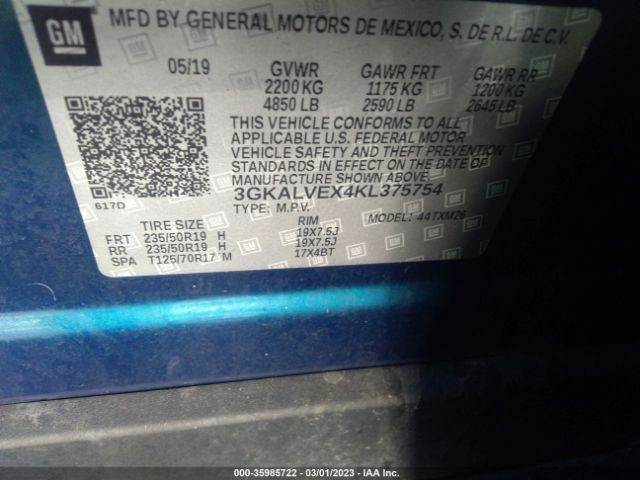 GM MFD BY GENERAL MOTORS DE MEXICO, S. DE R.L. DE C.V.
05/19 GVWR GAWR FRT GAWR RR
2200 KG 1175 KG 1200 KG
4850 LB 2590 LB 2645 LB
THIS VEHICLE CONFORMS TO ALL
APPLICABLE U.S. FEDERAL MOTOR
VEHICLE SAFETY AND THEFT PREVENTION
STANDARDS IN EFFECT ON THE DATE OF
MANUFACTURE SHOWN ABOVE.
617D 3GKALVEX4KL375754
TYPE: M.P.V. MODEL: 44TXM26
TIRE SIZE RIM
FRT 235/50R19 H 19X7.5J
RR 235/50R19 H 19X7.5J
SPA T125/70R17 M 17X4BT
000-35985722 - 03/01/2023 - IAA Inc.